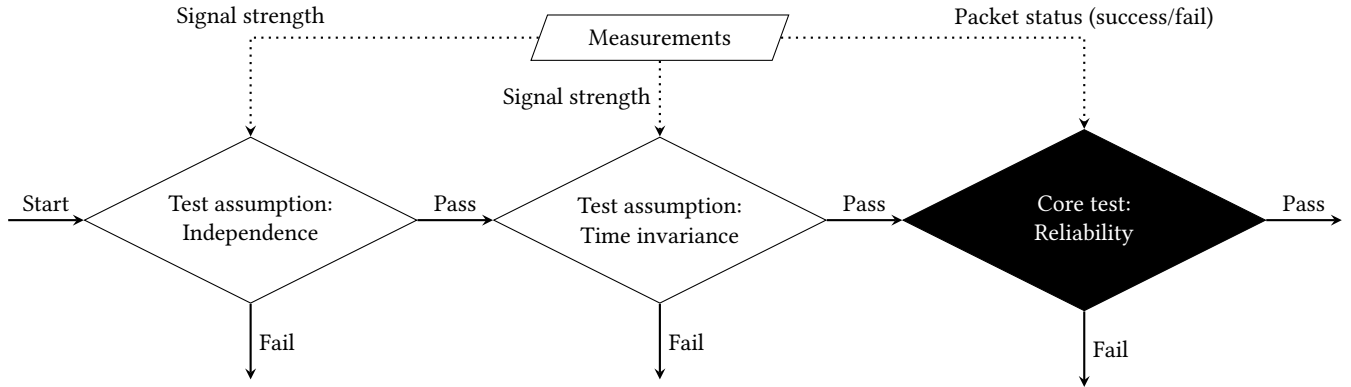 Signal strength
Measurements
Packet status (success/fail)
Signal strength
Start
Test assumption:
Independence
Pass
Test assumption:
Time invariance
Pass
Core test:
Reliability
Pass
Fail
Fail
Fail